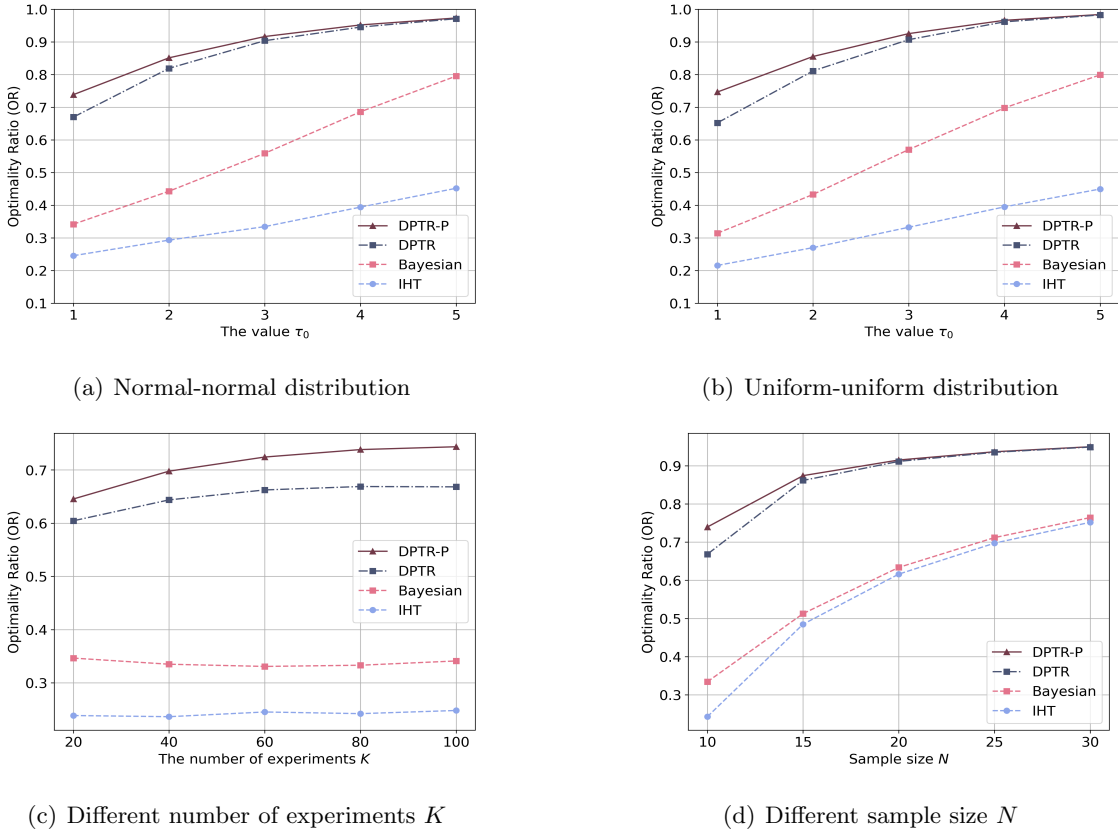 1.0
0.9
0.8
0.7
0.6
0.5
0.4
0.3
0.2
0.1
Optimality Ratio (OR)
DPTR-P
DPTR
Bayesian
IHT
1 2 3 4 5
The value τ₀
(a) Normal-normal distribution
1.0
0.9
0.8
0.7
0.6
0.5
0.4
0.3
0.2
0.1
Optimality Ratio (OR)
DPTR-P
DPTR
Bayesian
IHT
1 2 3 4 5
The value τ₀
(b) Uniform-uniform distribution
0.7
0.6
0.5
0.4
0.3
Optimality Ratio (OR)
DPTR-P
DPTR
Bayesian
IHT
20 40 60 80 100
The number of experiments K
(c) Different number of experiments K
0.9
0.8
0.7
0.6
0.5
0.4
0.3
Optimality Ratio (OR)
DPTR-P
DPTR
Bayesian
IHT
10 15 20 25 30
Sample size N
(d) Different sample size N